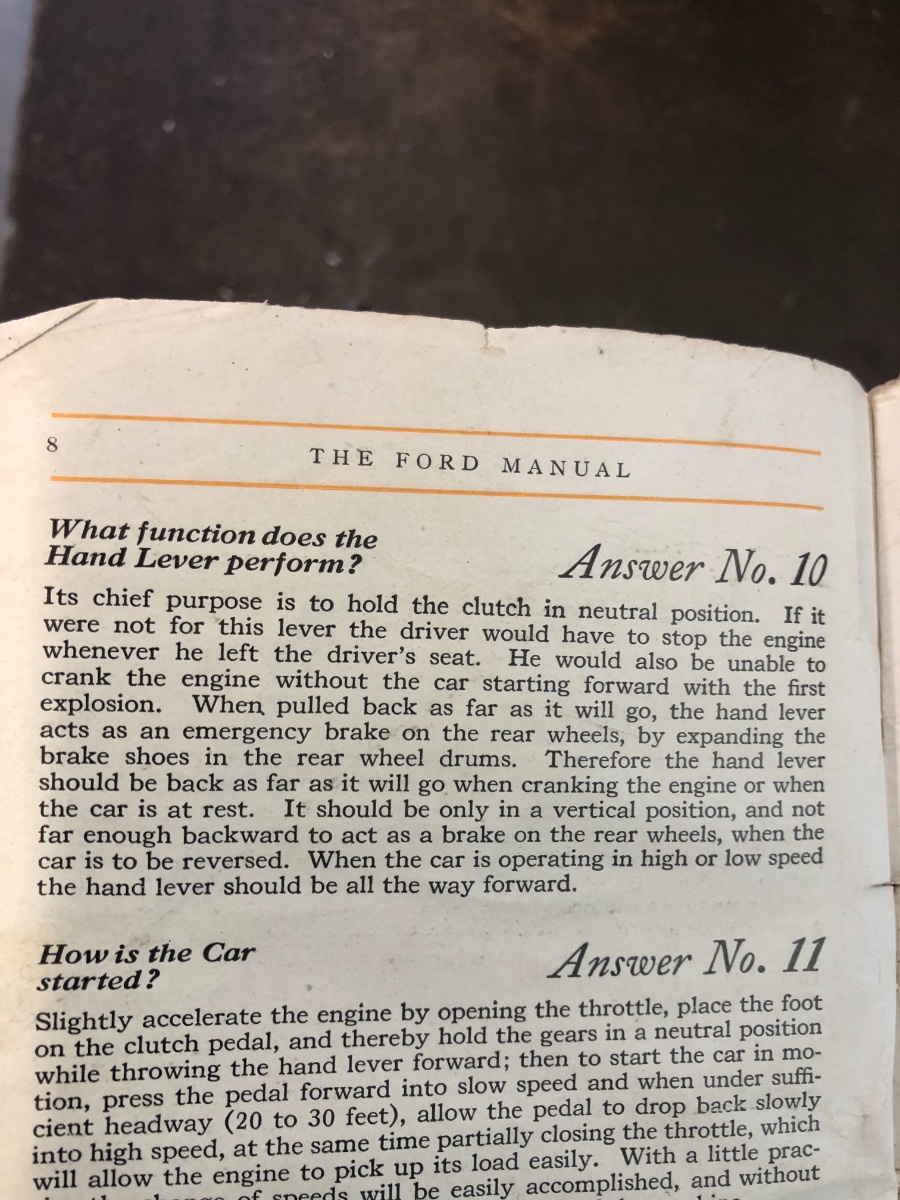 8
THE FORD MANUAL
What function does the
Hand Lever perform?
Answer No. 10
Its chief purpose is to hold the clutch in neutral position. If it
were not for this lever the driver would have to stop the engine
whenever he left the driver's seat. He would also be unable to
crank the engine without the car starting forward with the first
explosion. When pulled back as far as it will go, the hand lever
acts as an emergency brake on the rear wheels, by expanding the
brake shoes in the rear wheel drums. Therefore the hand lever
should be back as far as it will go when cranking the engine or when
the car is at rest. It should be only in a vertical position, and not
far enough backward to act as a brake on the rear wheels, when the
car is to be reversed. When the car is operating in high or low speed
the hand lever should be all the way forward.
How is the Car
started?
Answer No. 11
Slightly accelerate the engine by opening the throttle, place the foot
on the clutch pedal, and thereby hold the gears in a neutral position
while throwing the hand lever forward; then to start the car in mo-
tion, press the pedal forward into slow speed and when under suffi-
cient headway (20 to 30 feet), allow the pedal to drop back slowly
into high speed, at the same time partially closing the throttle, which
will allow the engine to pick up its load easily. With a little prac-
the change of speeds will be easily accomplished, and without